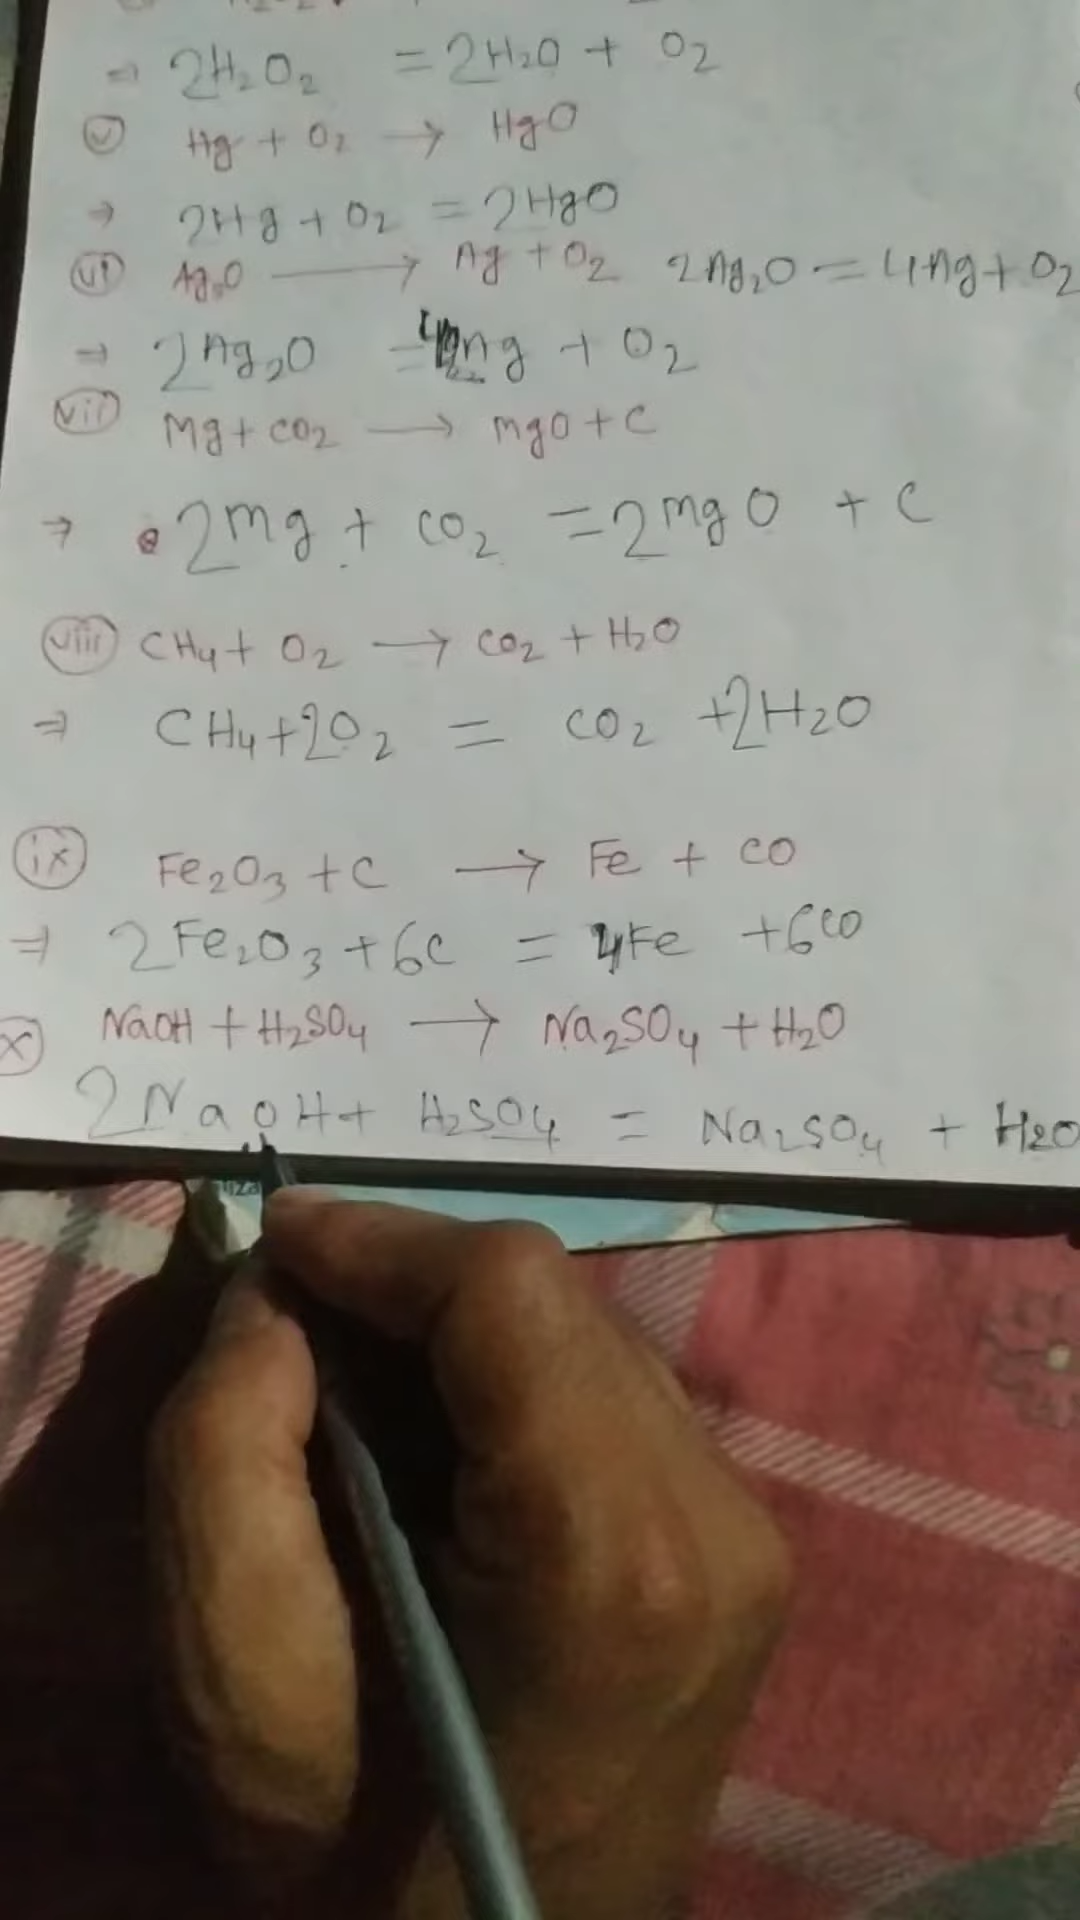 ⇒ 2H₂O₂ = 2H₂O + O₂
(v) Hg + O₂ → HgO
⇒ 2Hg + O₂ = 2HgO
(vi) Ag₂O → Ag + O₂ 2Ag₂O = 4Ag + O₂
⇒ 2Ag₂O = 4Ag + O₂
(vii) Mg + CO₂ → MgO + C
⇒ 2Mg + CO₂ = 2MgO + C
(viii) CH₄ + O₂ → CO₂ + H₂O
⇒ CH₄ + 2O₂ = CO₂ + 2H₂O
(ix) Fe₂O₃ + C → Fe + CO
⇒ 2Fe₂O₃ + 6C = 4Fe + 6CO
(x) NaOH + H₂SO₄ → Na₂SO₄ + H₂O
2NaOH + H₂SO₄ = Na₂SO₄ + H₂O